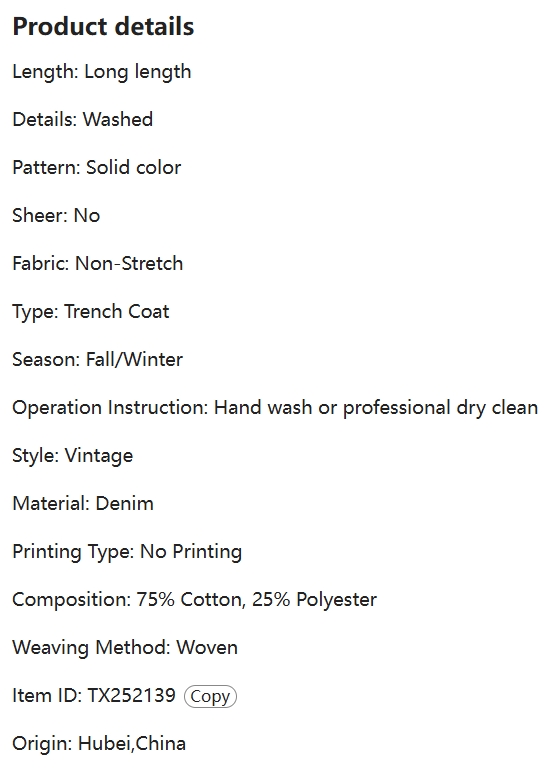 Product details
Length: Long length
Details: Washed
Pattern: Solid color
Sheer: No
Fabric: Non-Stretch
Type: Trench Coat
Season: Fall/Winter
Operation Instruction: Hand wash or professional dry clean
Style: Vintage
Material: Denim
Printing Type: No Printing
Composition: 75% Cotton, 25% Polyester
Weaving Method: Woven
Item ID: TX252139 Copy
Origin: Hubei,China